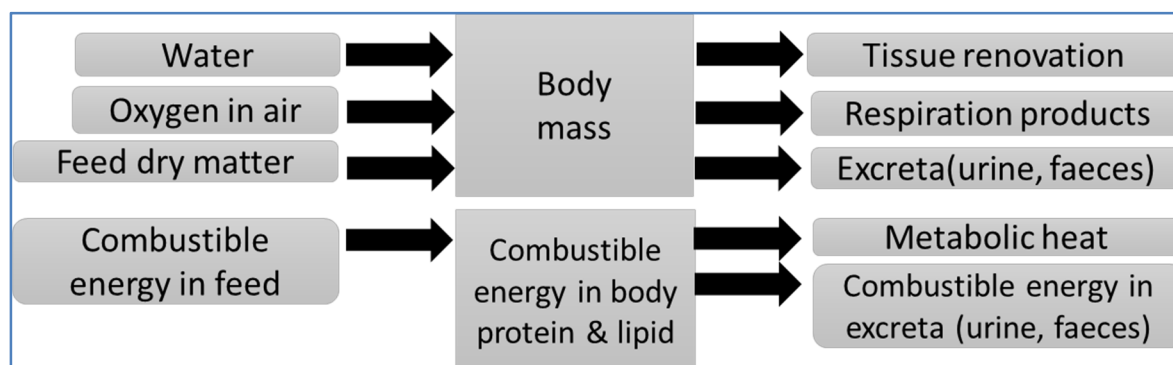 Water
Oxygen in air
Feed dry matter
Combustible
energy in feed
Body
mass
Combustible
energy in body
protein & lipid
Tissue renovation
Respiration products
Excreta(urine, faeces)
Metabolic heat
Combustible energy in
excreta (urine, faeces)